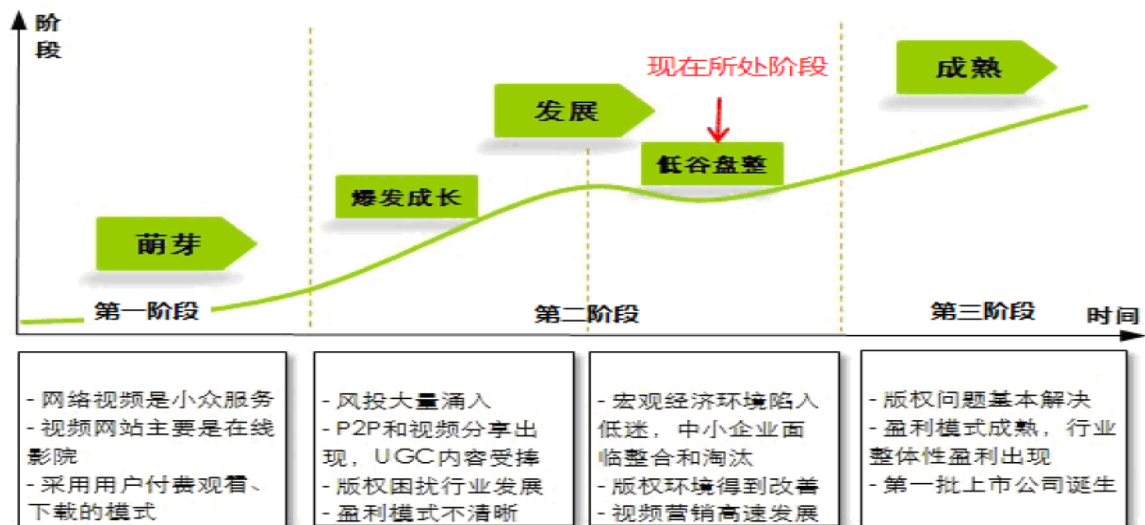 阶
段
现在所处阶段
成熟
发展
低谷盘整
爆发成长
萌芽
第一阶段
第二阶段
第三阶段
时间
- 网络视频是小众服务
- 视频网站主要是在线
影院
- 采用用户付费观看、
下载的模式
- 风投大量涌入
- P2P和视频分享出
现，UGC内容受捧
- 版权困扰行业发展
- 盈利模式不清晰
- 宏观经济环境陷入
低迷，中小企业面
临整合和淘汰
- 版权环境得到改善
- 视频营销高速发展
- 版权问题基本解决
- 盈利模式成熟，行业
整体性盈利出现
- 第一批上市公司诞生